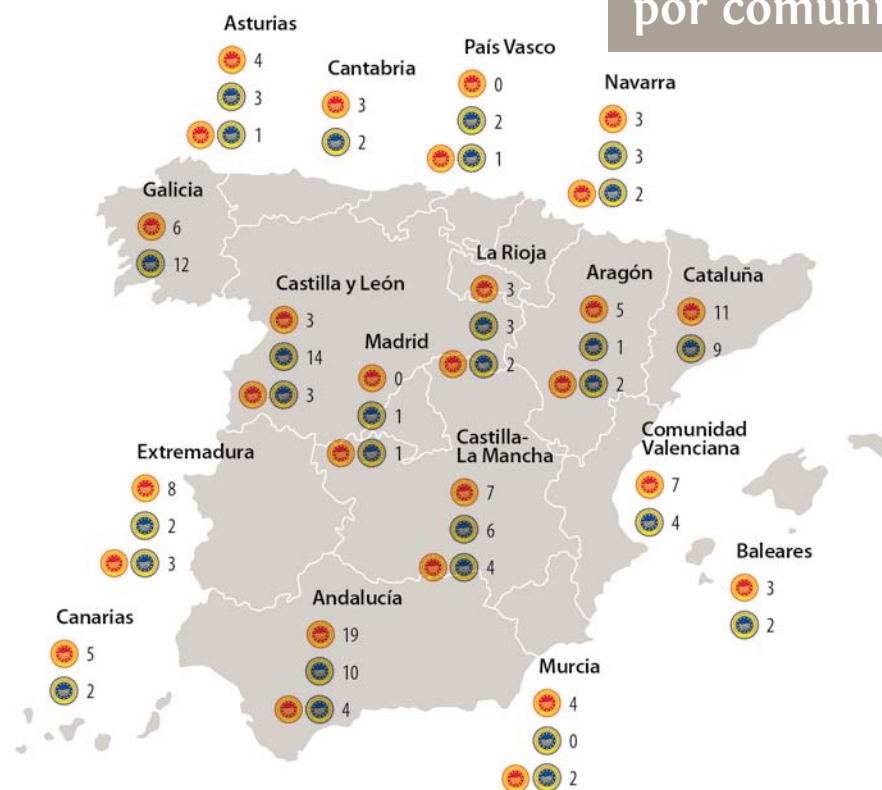 por comuni
Asturias
4
3
1
Cantabria
3
2
País Vasco
0
2
1
Navarra
3
3
2
Galicia
6
12
Castilla y León
3
14
3
Madrid
0
1
1
La Rioja
3
3
2
Aragón
5
1
2
Cataluña
11
9
Extremadura
8
2
3
Castilla-
La Mancha
7
6
4
Comunidad
Valenciana
7
4
Baleares
3
2
Canarias
5
2
Andalucía
19
10
4
Murcia
4
0
2